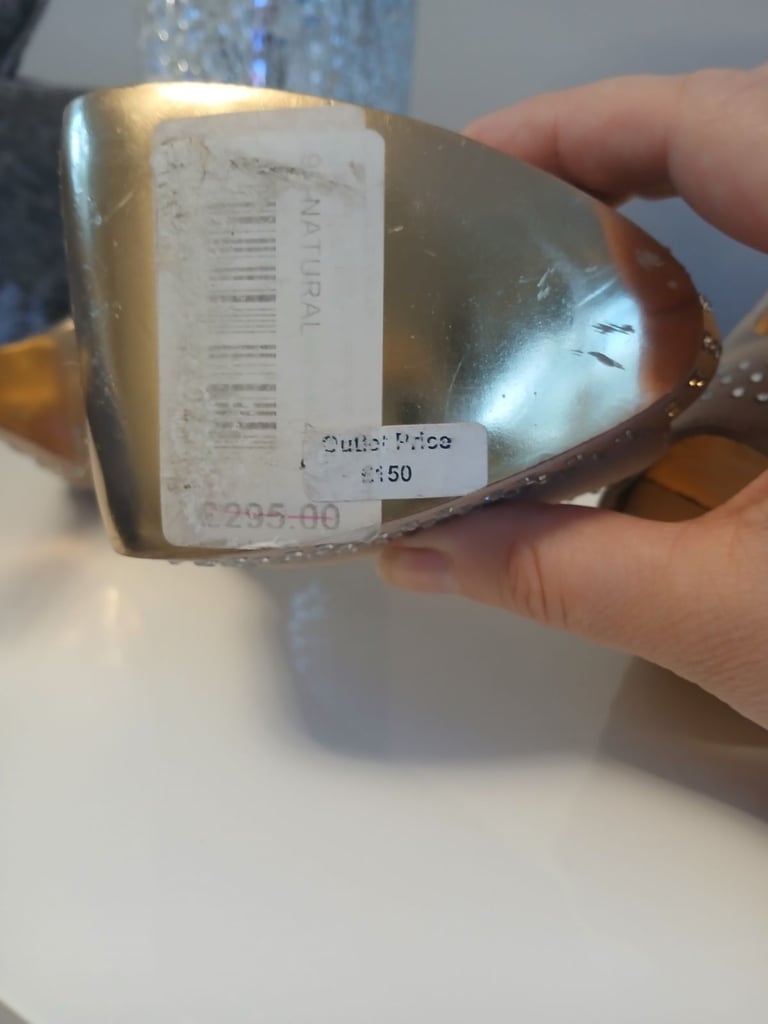 NATURAL
£295.00
Outlet Price
£150